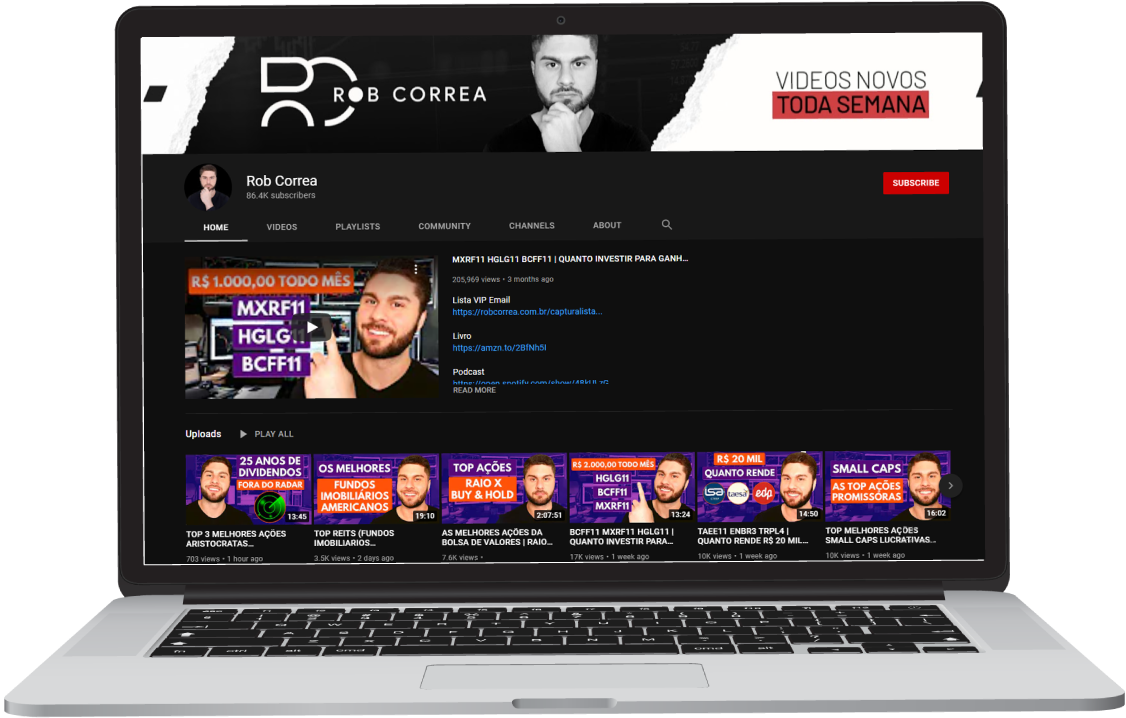 ROB CORREA
VIDEOS NOVOS
TODA SEMANA
Rob Correa
86.4K subscribers
SUBSCRIBE
HOME VIDEOS PLAYLISTS COMMUNITY CHANNELS ABOUT
R$ 1.000,00 TODO MÊS
MXRF11
HGLG11
BCFF11
MXRF11 HGLG11 BCFF11 | QUANTO INVESTIR PARA GANH...
205,969 views • 3 months ago
Lista VIP Email
https://robcorrea.com.br/capturalista...
Livro
https://amzn.to/2BfNh5I
Podcast
READ MORE
Uploads PLAY ALL
25 ANOS DE
DIVIDENDOS
FORA DO RADAR
13:45
TOP 3 MELHORES AÇÕES
ARISTOCRATAS...
703 views • 1 hour ago
OS MELHORES
FUNDOS
IMOBILIÁRIOS
AMERICANOS
19:10
TOP REITS (FUNDOS
IMOBILIARIOS...
3.5K views • 2 days ago
TOP AÇÕES
RAIO X
BUY & HOLD
2:07:51
AS MELHORES AÇÕES DA
BOLSA DE VALORES | RAIO...
7.6K views •
R$ 2.000,00 TODO MÊS
HGLG11
BCFF11
MXRF11
13:24
BCFF11 MXRF11 HGLG11 |
QUANTO INVESTIR PARA...
17K views • 1 week ago
R$ 20 MIL
QUANTO RENDE
taesa
edp
14:50
TAEE11 ENBR3 TRPL4 |
QUANTO RENDE R$ 20 MIL...
10K views • 1 week ago
SMALL CAPS
AS TOP AÇÕES
PROMISSÓRAS
16:02
TOP MELHORES AÇÕES
SMALL CAPS LUCRATIVAS...
10K views • 1 week ago